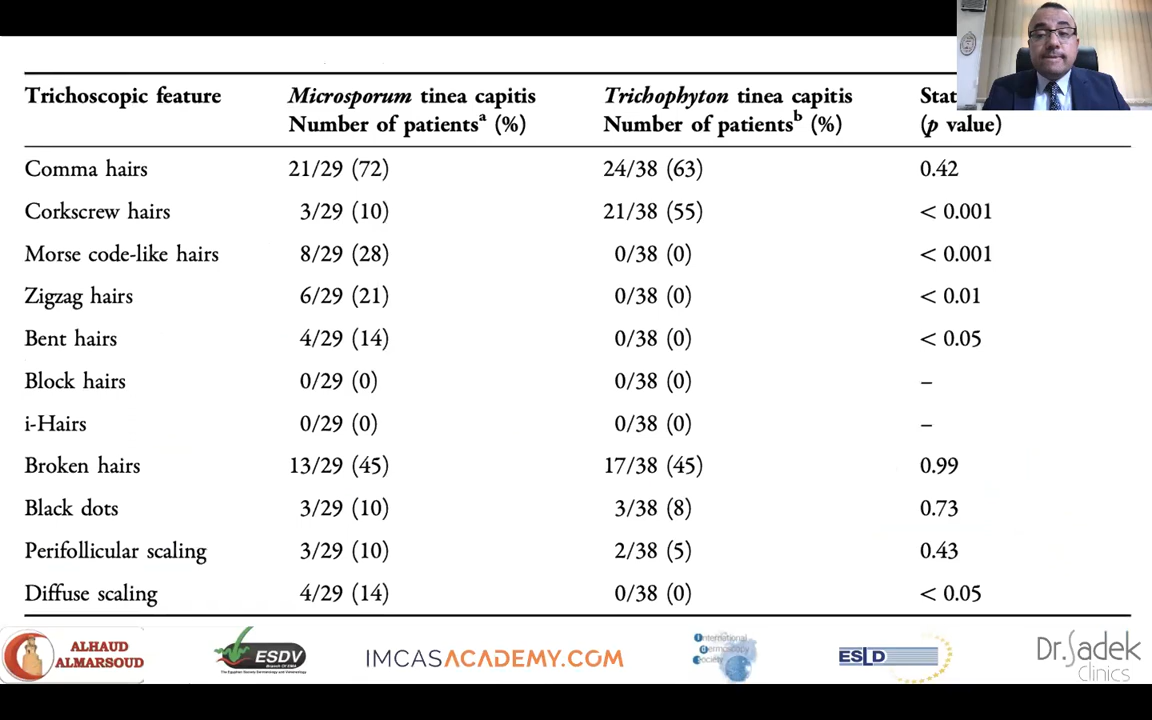 Trichoscopic feature Microsporum tinea capitis Trichophyton tinea capitis
Number of patientsᵃ (%) Number of patientsᵇ (%) (p value)
Comma hairs 21/29 (72) 24/38 (63) 0.42
Corkscrew hairs 3/29 (10) 21/38 (55) < 0.001
Morse code-like hairs 8/29 (28) 0/38 (0) < 0.001
Zigzag hairs 6/29 (21) 0/38 (0) < 0.01
Bent hairs 4/29 (14) 0/38 (0) < 0.05
Block hairs 0/29 (0) 0/38 (0) –
i-Hairs 0/29 (0) 0/38 (0) –
Broken hairs 13/29 (45) 17/38 (45) 0.99
Black dots 3/29 (10) 3/38 (8) 0.73
Perifollicular scaling 3/29 (10) 2/38 (5) 0.43
Diffuse scaling 4/29 (14) 0/38 (0) < 0.05
ALHAUD
ALMARSOUD
ESDV
IMCASACADEMY.COM
International
Dermoscopy
Society
ESLD
Dr.Sadek
Clinics